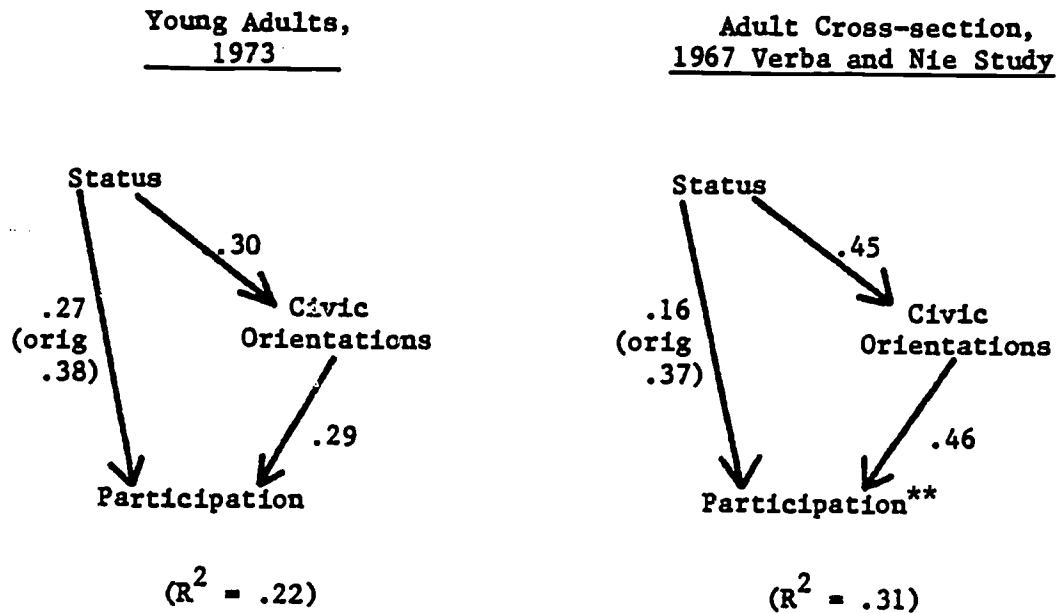 Young Adults,
1973
Status
.30
.27
(orig
.38)
Civic
Orientations
.29
Participation
(R² = .22)
Adult Cross-section,
1967 Verba and Nie Study
Status
.45
.16
(orig
.37)
Civic
Orientations
.46
Participation**
(R² = .31)